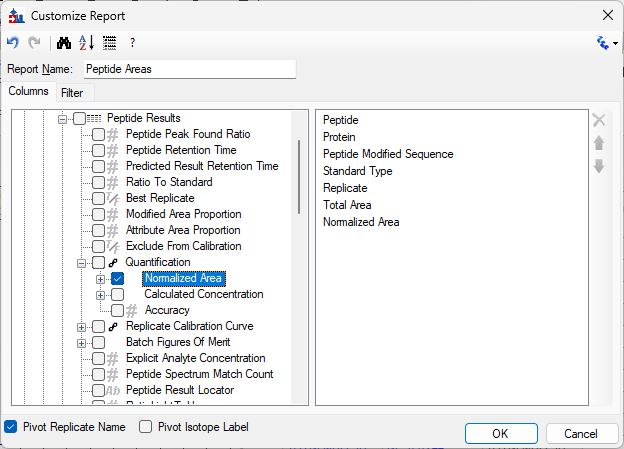 Customize Report
?
Report Name: Peptide Areas
Columns Filter
Peptide Results
Peptide Peak Found Ratio
Peptide Retention Time
Predicted Result Retention Time
Ratio To Standard
Best Replicate
Modified Area Proportion
Attribute Area Proportion
Exclude From Calibration
Quantification
Normalized Area
Calculated Concentration
Accuracy
Replicate Calibration Curve
Batch Figures Of Merit
Explicit Analyte Concentration
Peptide Spectrum Match Count
Peptide Result Locator
Peptide
Protein
Peptide Modified Sequence
Standard Type
Replicate
Total Area
Normalized Area
Pivot Replicate Name Pivot Isotope Label
OK Cancel